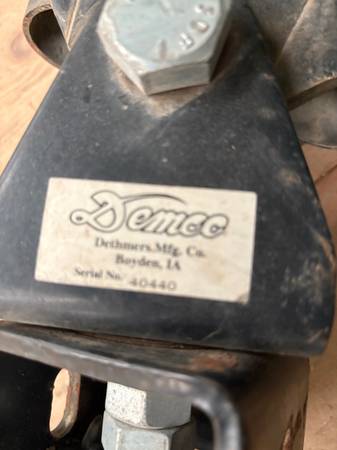 Demco
Dethmers Mfg. Co.
Boyden, IA
Serial No. 40440